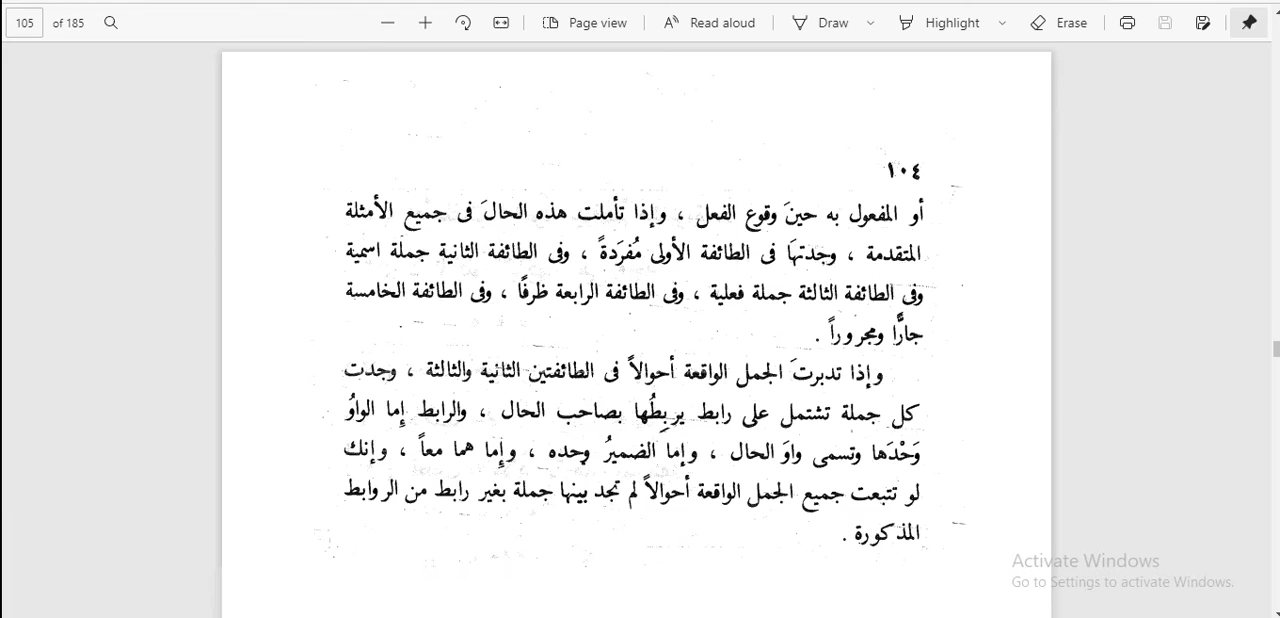 105 of 185 Page view Read aloud Draw Highlight Erase
١٠٤
أو المفعول به حينَ وقوع الفعل ، وإذا تأملت هذه الحالَ فى جميع الأمثلة
المتقدمة ، وجدتهَا فى الطائفة الأولى مُفرَدةً ، وفى الطائفة الثانية جملة اسمية
وفى الطائفة الثالثة جملة فعلية ، وفى الطائفة الرابعة ظرفًا ، وفى الطائفة الخامسة
جارًّا ومجروراً .
وإذا تدبرتَ الجمل الواقعة أحوالاً فى الطائفتين الثانية والثالثة ، وجدت
كل جملة تشتمل على رابط يربِطُها بصاحب الحال ، والرابط إما الواوُ
وَحْدَها وتسمى واوَ الحال ، وإما الضميرُ وحده ، وإما هما معاً ، وإنك
لو تتبعت جميع الجمل الواقعة أحوالاً لم تجد بينها جملة بغير رابط من الروابط
المذكورة .
Activate Windows
Go to Settings to activate Windows.